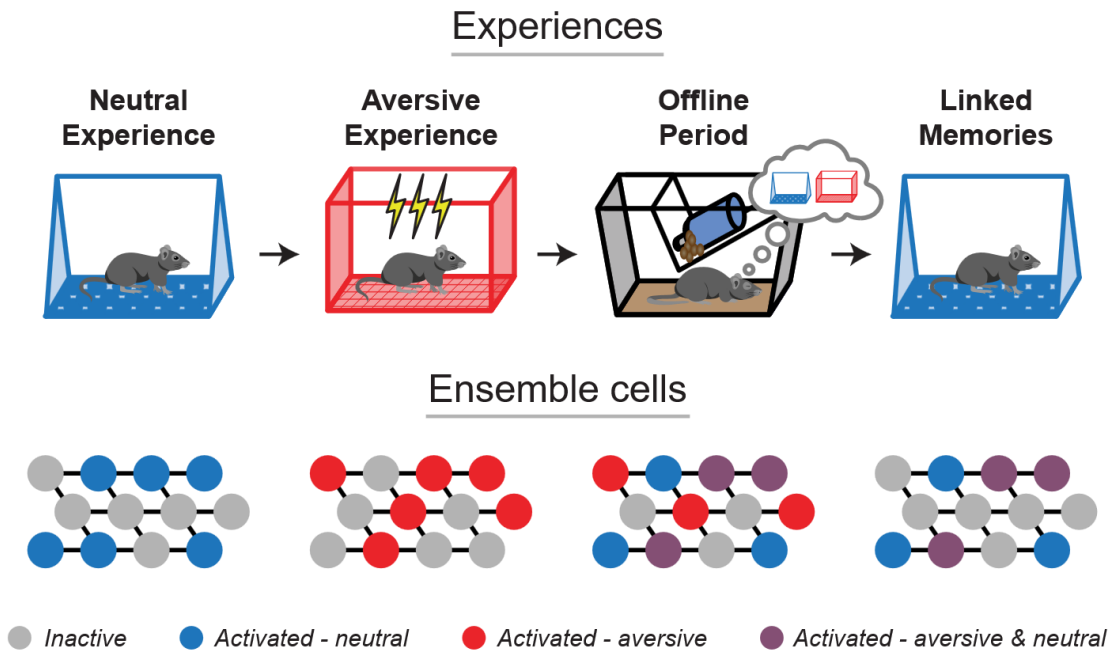 Experiences
Neutral
Experience
Aversive
Experience
Offline
Period
Linked
Memories
Ensemble cells
Inactive
Activated - neutral
Activated - aversive
Activated - aversive & neutral